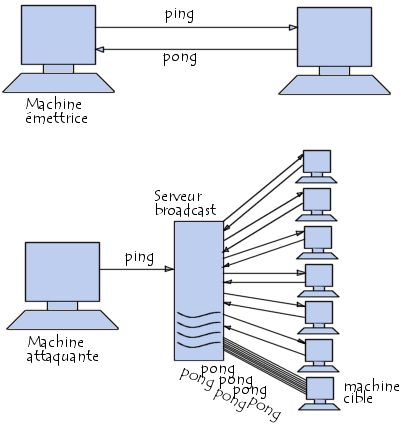 ping
pong
Machine
émettrice
Serveur
broadcast
ping
Machine
attaquante
pong
pong
pong
pong
pong
pong
machine
cible